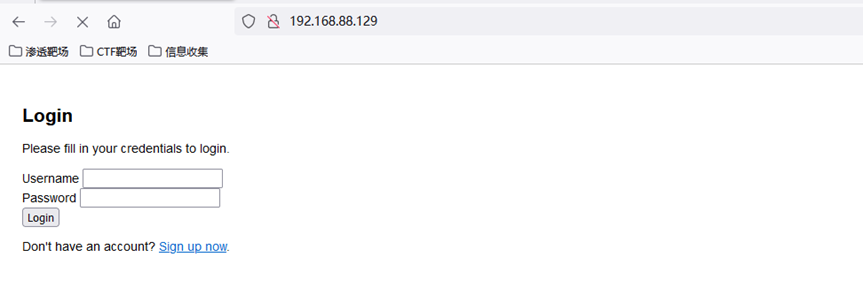 192.168.88.129
渗透靶场 CTF靶场 信息收集
Login
Please fill in your credentials to login.
Username
Password
Login
Don't have an account? Sign up now.